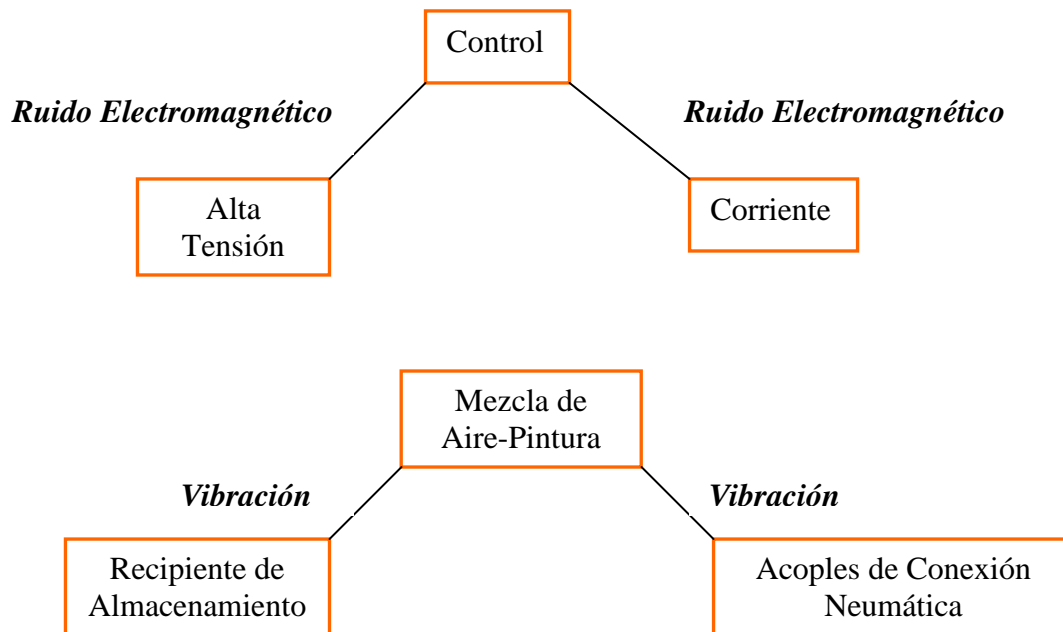 Control
Ruido Electromagnético
Ruido Electromagnético
Alta
Tensión
Corriente
Mezcla de
Aire-Pintura
Vibración
Vibración
Recipiente de
Almacenamiento
Acoples de Conexión
Neumática